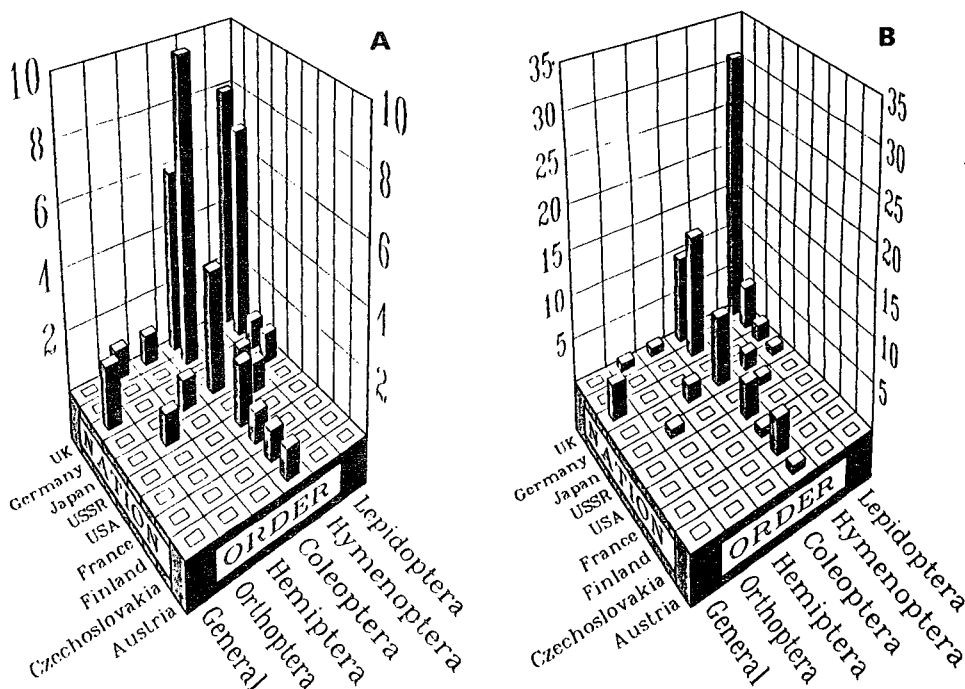 A
10
8
6
4
2
10
8
6
4
2
UK
Germany
Japan
USSR
USA
France
Finland
Czechoslovakia
Austria
NATION
ORDER
General
Orthoptera
Hemiptera
Coleoptera
Hymenoptera
Lepidoptera
B
35
30
25
20
15
10
5
35
30
25
20
15
10
5
UK
Germany
Japan
USSR
USA
France
Finland
Czechoslovakia
Austria
NATION
ORDER
General
Orthoptera
Hemiptera
Coleoptera
Hymenoptera
Lepidoptera